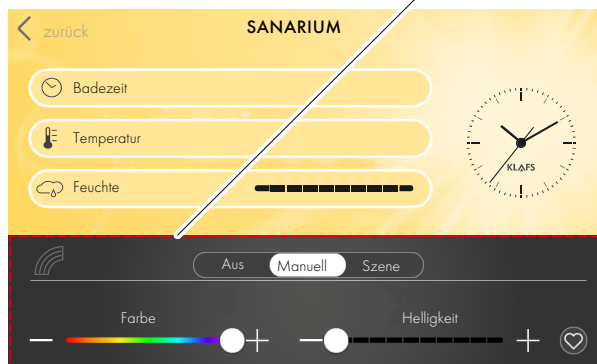 zurück
SANARIUM
Badezeit
Temperatur
KLAFS
Feuchte
Aus Manuell Szene
Farbe Helligkeit